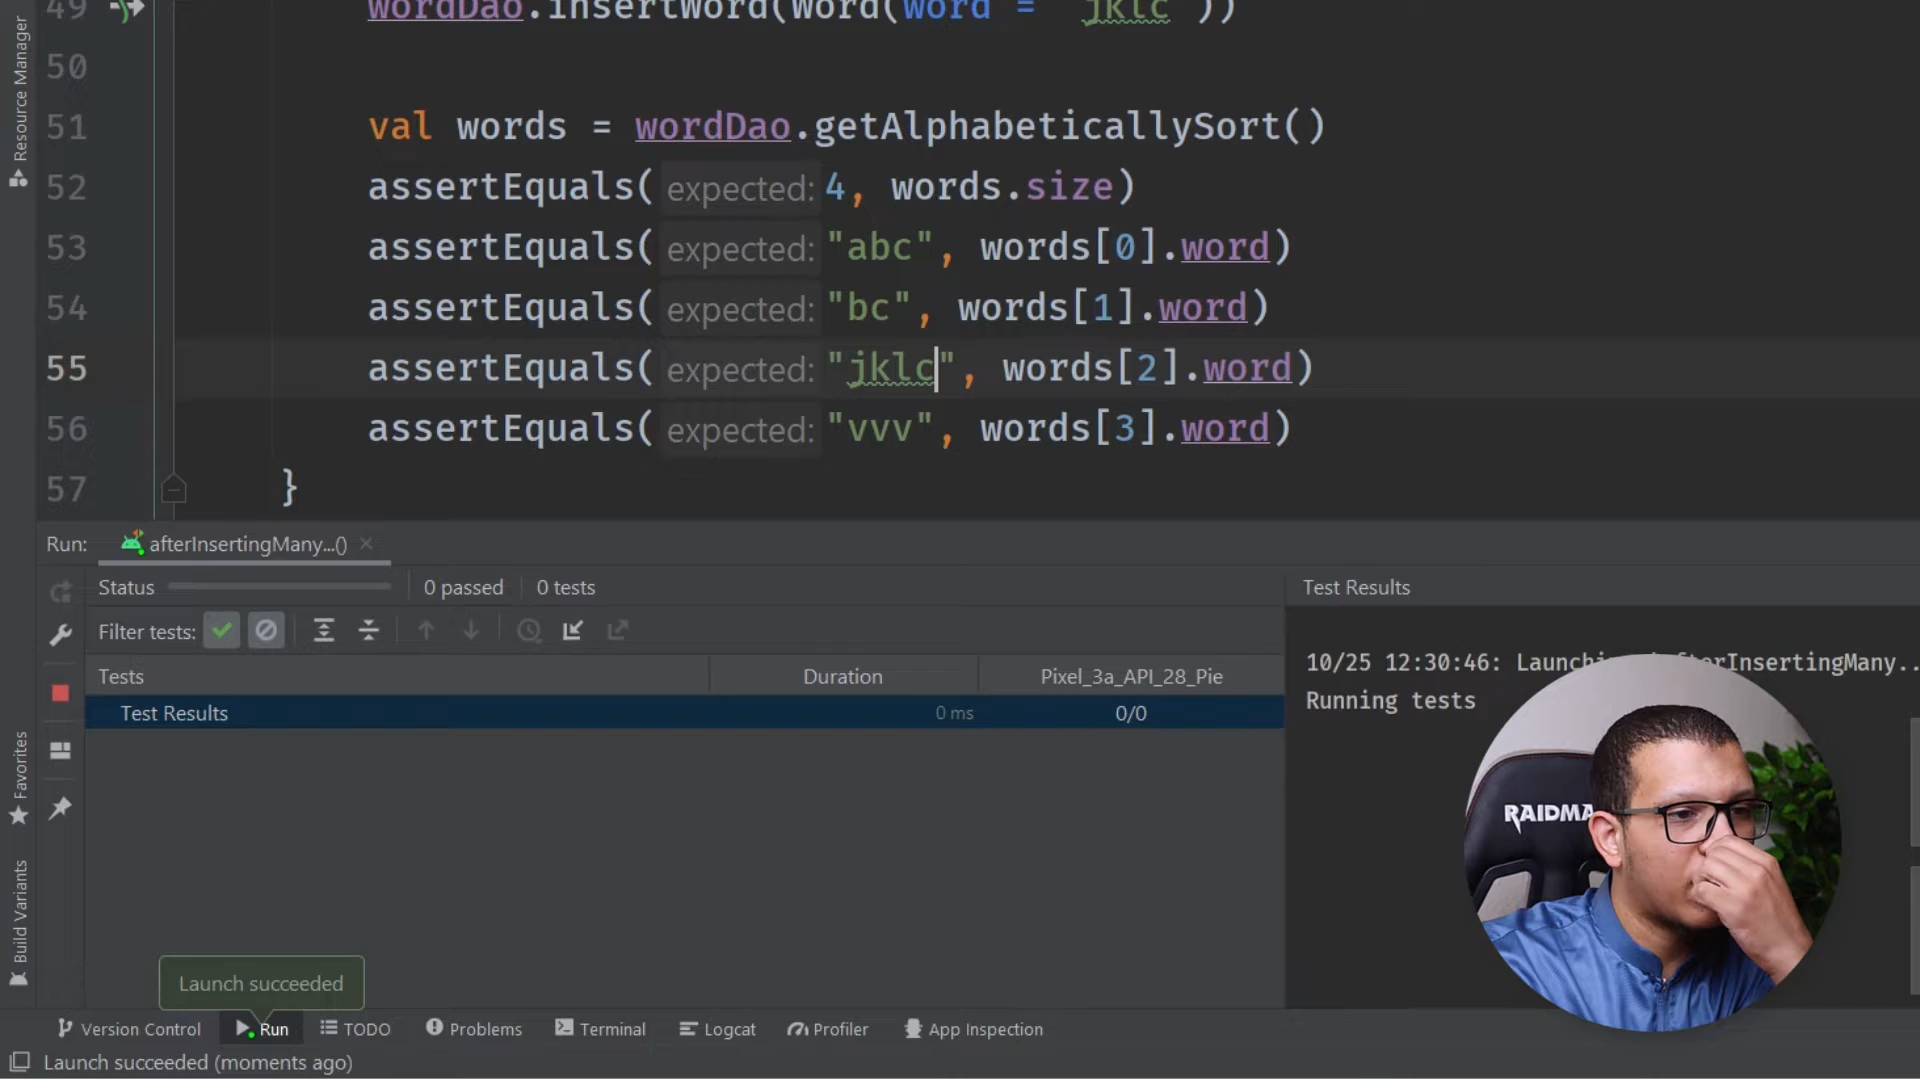 49 wordDao.insertWord(Word(word = "jklc"))
50
51 val words = wordDao.getAlphabeticallySort()
52 assertEquals( expected: 4, words.size)
53 assertEquals( expected: "abc", words[0].word)
54 assertEquals( expected: "bc", words[1].word)
55 assertEquals( expected: "jklc", words[2].word)
56 assertEquals( expected: "vvv", words[3].word)
57 }
Resource Manager
Favorites
Build Variants
Run: afterInsertingMany...()
Status 0 passed 0 tests
Filter tests:
Tests Duration Pixel_3a_API_28_Pie
Test Results 0 ms 0/0
Test Results
10/25 12:30:46: afterInsertingMany..
Running tests
RAIDMA
Launch succeeded
Version Control Run TODO Problems Terminal Logcat Profiler App Inspection
Launch succeeded (moments ago)